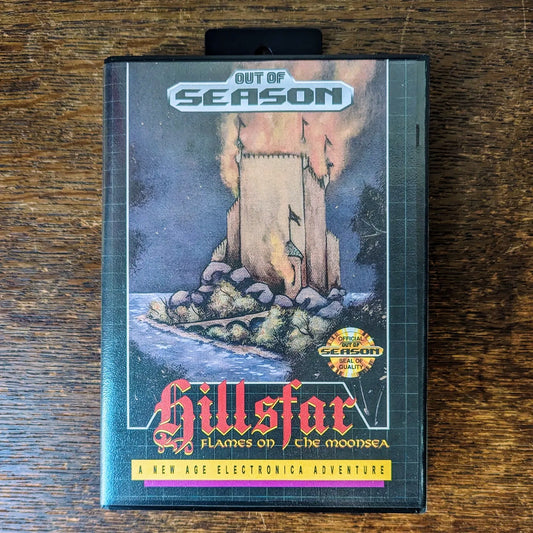 OUT OF
SEASON
OFFICIAL
OUT OF
SEASON
SEAL OF
QUALITY
Hillsfar
FLAMES ON THE MOONSEA
A NEW AGE ELECTRONICA ADVENTURE